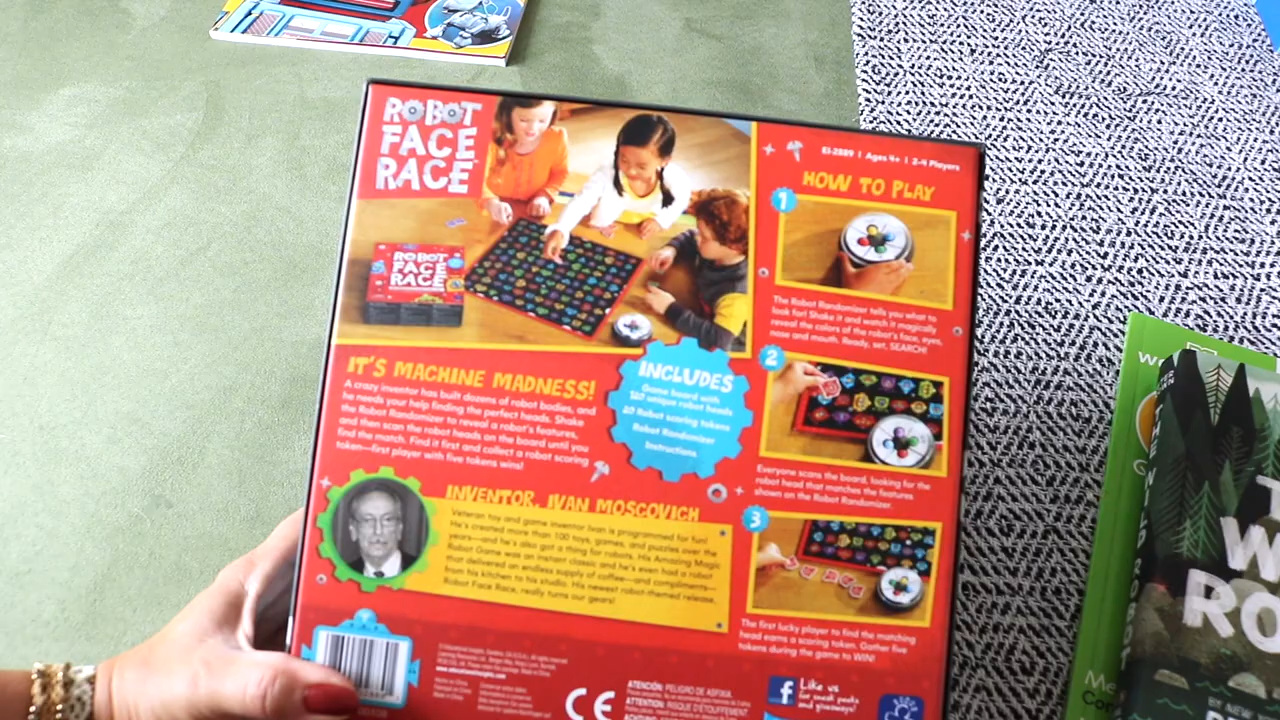 ROBOT
FACE
RACE
ROBOT
FACE
RACE
EI-2889 | Ages 4+ | 2-4 Players
HOW TO PLAY
1
The Robot Randomizer tells you what to
look for! Shake it and watch it magically
reveal the colors of the robot's face, eyes,
nose and mouth. Ready, set, SEARCH!
2
Everyone scans the board, looking for the
robot head that matches the features
shown on the Robot Randomizer.
3
The first lucky player to find the matching
head earns a scoring token. Gather five
tokens during the game to WIN!
IT'S MACHINE MADNESS!
A crazy inventor has built dozens of robot bodies, and
he needs your help finding the perfect heads. Shake
the Robot Randomizer to reveal a robot's features,
and then scan the robot heads on the board until you
find the match. Find it first and collect a robot scoring
token—first player with five tokens wins!
INCLUDES
Game board with
120 unique robot heads
20 Robot scoring tokens
Robot Randomizer
Instructions
INVENTOR, IVAN MOSCOVICH
Veteran toy and game inventor Ivan is programmed for fun!
He's created more than 100 toys, games, and puzzles over the
years—and he's also got a thing for robots. His Amazing Magic
Robot Game was an instant classic and he's even had a robot
that delivered an endless supply of coffee—and compliments—
from his kitchen to his studio. His newest robot-themed release,
Robot Face Race, really turns our gears!
www.educationalinsights.com
CE
ATENCIÓN: PELIGRO DE ASFIXIA.
ATTENTION: RISQUE D'ÉTOUFFEMENT.
f
Like us
for sneak peeks
and giveaways!
THE WILD ROBOT
W
RO